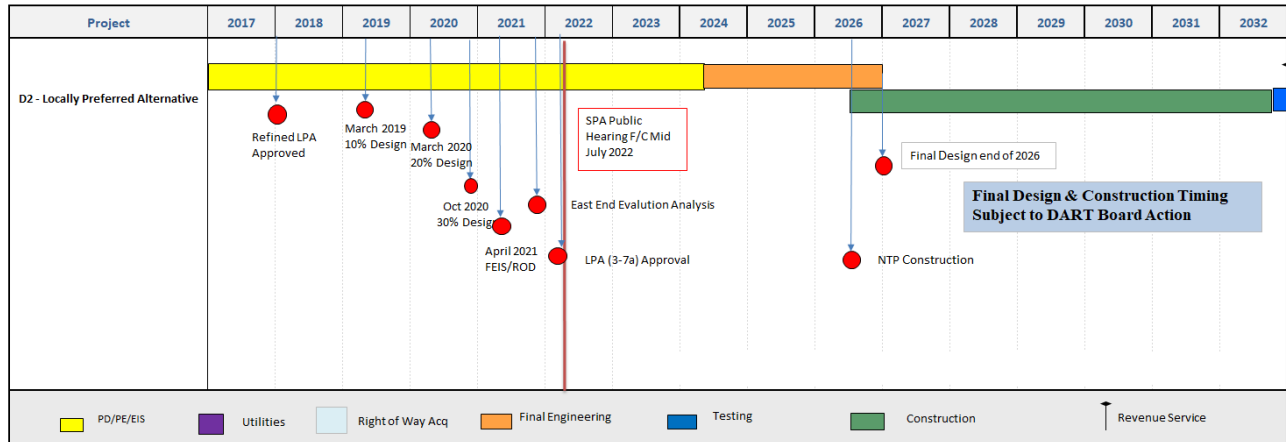 Project 2017 2018 2019 2020 2021 2022 2023 2024 2025 2026 2027 2028 2029 2030 2031 2032
D2 - Locally Preferred Alternative
Refined LPA
Approved
March 2019
10% Design
March 2020
20% Design
Oct 2020
30% Design
April 2021
FEIS/ROD
East End Evalution Analysis
LPA (3-7a) Approval
SPA Public
Hearing F/C Mid
July 2022
Final Design end of 2026
Final Design & Construction Timing
Subject to DART Board Action
NTP Construction
PD/PE/EIS Utilities Right of Way Acq Final Engineering Testing Construction Revenue Service